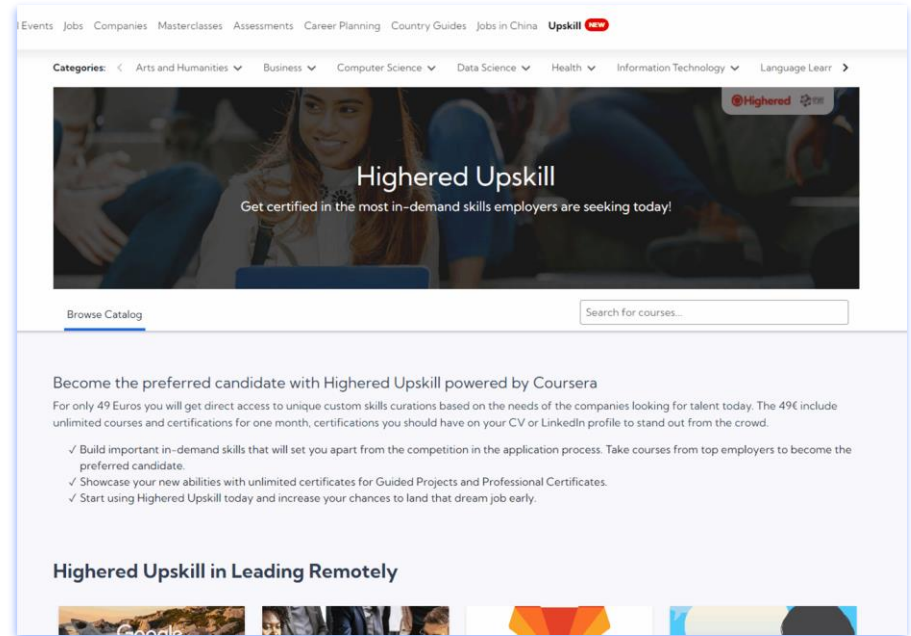 l Events Jobs Companies Masterclasses Assessments Career Planning Country Guides Jobs in China Upskill NEW
Categories: Arts and Humanities Business Computer Science Data Science Health Information Technology Language Learr
Highered
Highered Upskill
Get certified in the most in-demand skills employers are seeking today!
Browse Catalog Search for courses...
Become the preferred candidate with Highered Upskill powered by Coursera
For only 49 Euros you will get direct access to unique custom skills curations based on the needs of the companies looking for talent today. The 49€ include
unlimited courses and certifications for one month, certifications you should have on your CV or LinkedIn profile to stand out from the crowd.
✓ Build important in-demand skills that will set you apart from the competition in the application process. Take courses from top employers to become the
preferred candidate.
✓ Showcase your new abilities with unlimited certificates for Guided Projects and Professional Certificates.
✓ Start using Highered Upskill today and increase your chances to land that dream job early.
Highered Upskill in Leading Remotely
Google